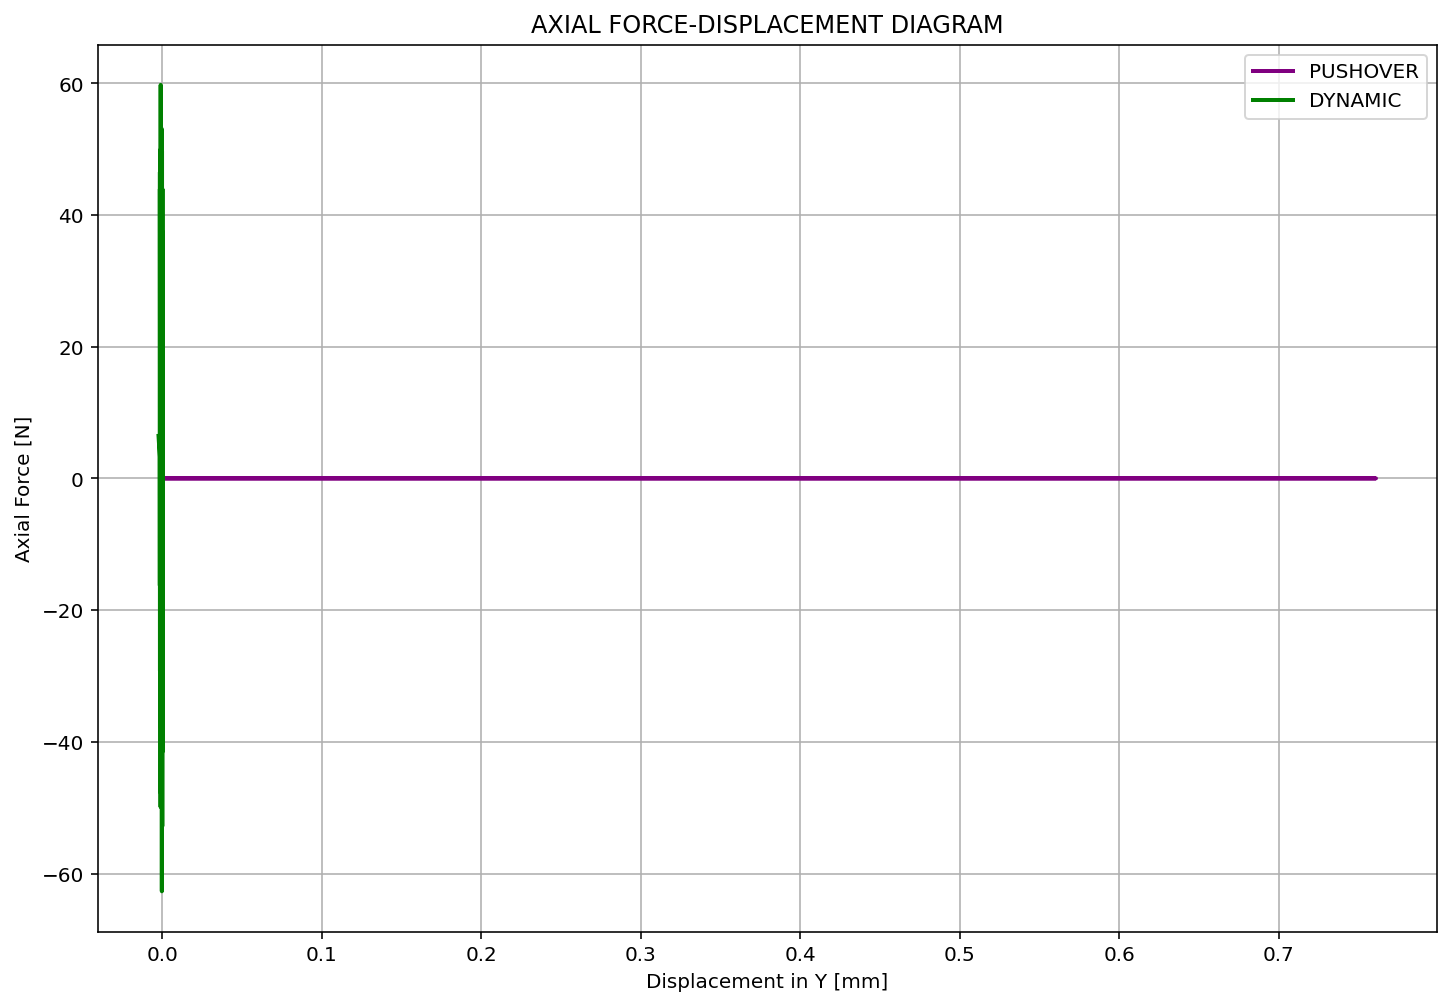 AXIAL FORCE-DISPLACEMENT DIAGRAM
PUSHOVER
DYNAMIC
60
40
20
0
−20
−40
−60
Axial Force [N]
0.0 0.1 0.2 0.3 0.4 0.5 0.6 0.7
Displacement in Y [mm]